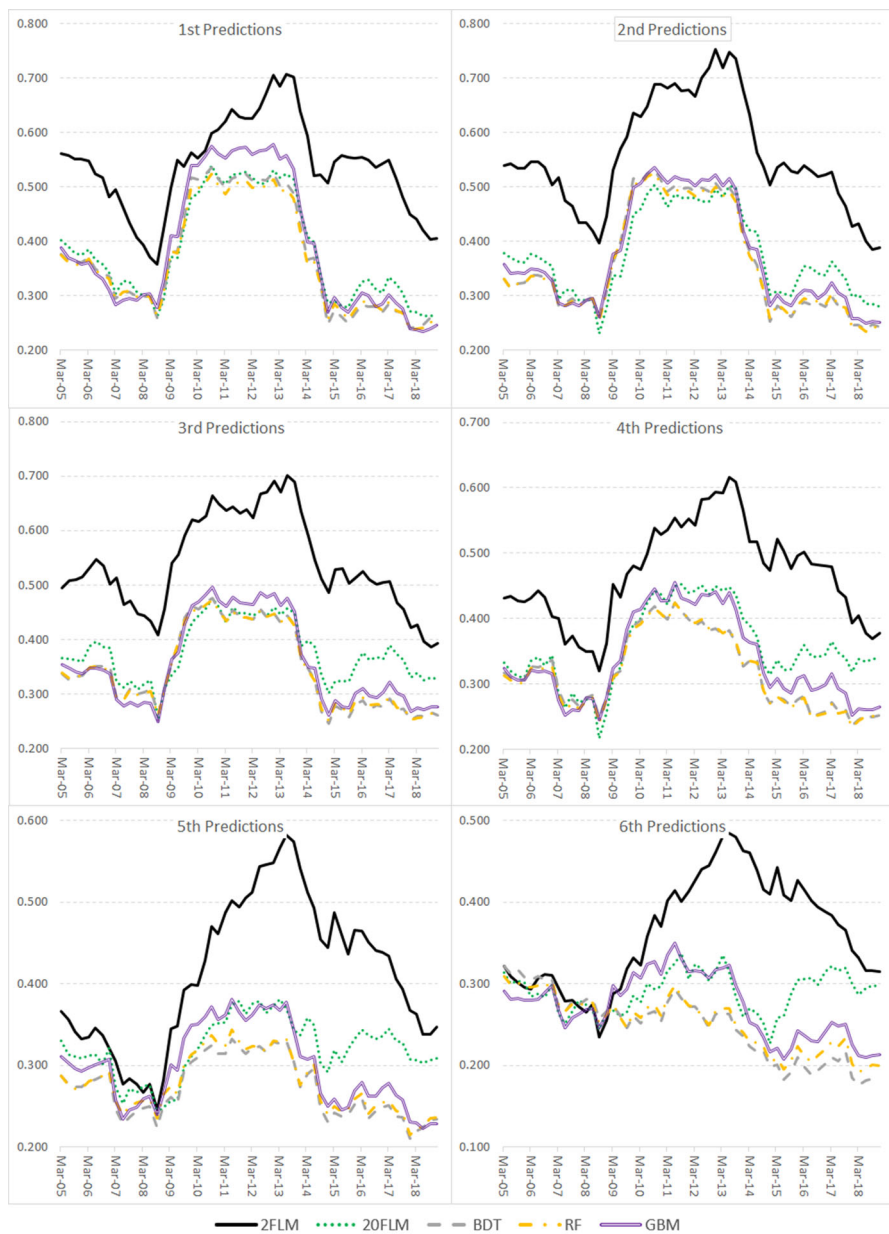 1st Predictions
0.800
0.700
0.600
0.500
0.400
0.300
0.200
Mar-05
Mar-06
Mar-07
Mar-08
Mar-09
Mar-10
Mar-11
Mar-12
Mar-13
Mar-14
Mar-15
Mar-16
Mar-17
Mar-18
2nd Predictions
0.800
0.700
0.600
0.500
0.400
0.300
0.200
Mar-05
Mar-06
Mar-07
Mar-08
Mar-09
Mar-10
Mar-11
Mar-12
Mar-13
Mar-14
Mar-15
Mar-16
Mar-17
Mar-18
3rd Predictions
0.800
0.700
0.600
0.500
0.400
0.300
0.200
Mar-05
Mar-06
Mar-07
Mar-08
Mar-09
Mar-10
Mar-11
Mar-12
Mar-13
Mar-14
Mar-15
Mar-16
Mar-17
Mar-18
4th Predictions
0.700
0.600
0.500
0.400
0.300
0.200
Mar-05
Mar-06
Mar-07
Mar-08
Mar-09
Mar-10
Mar-11
Mar-12
Mar-13
Mar-14
Mar-15
Mar-16
Mar-17
Mar-18
5th Predictions
0.600
0.500
0.400
0.300
0.200
Mar-05
Mar-06
Mar-07
Mar-08
Mar-09
Mar-10
Mar-11
Mar-12
Mar-13
Mar-14
Mar-15
Mar-16
Mar-17
Mar-18
6th Predictions
0.500
0.400
0.300
0.200
0.100
Mar-05
Mar-06
Mar-07
Mar-08
Mar-09
Mar-10
Mar-11
Mar-12
Mar-13
Mar-14
Mar-15
Mar-16
Mar-17
Mar-18
2FLM 20FLM BDT RF GBM